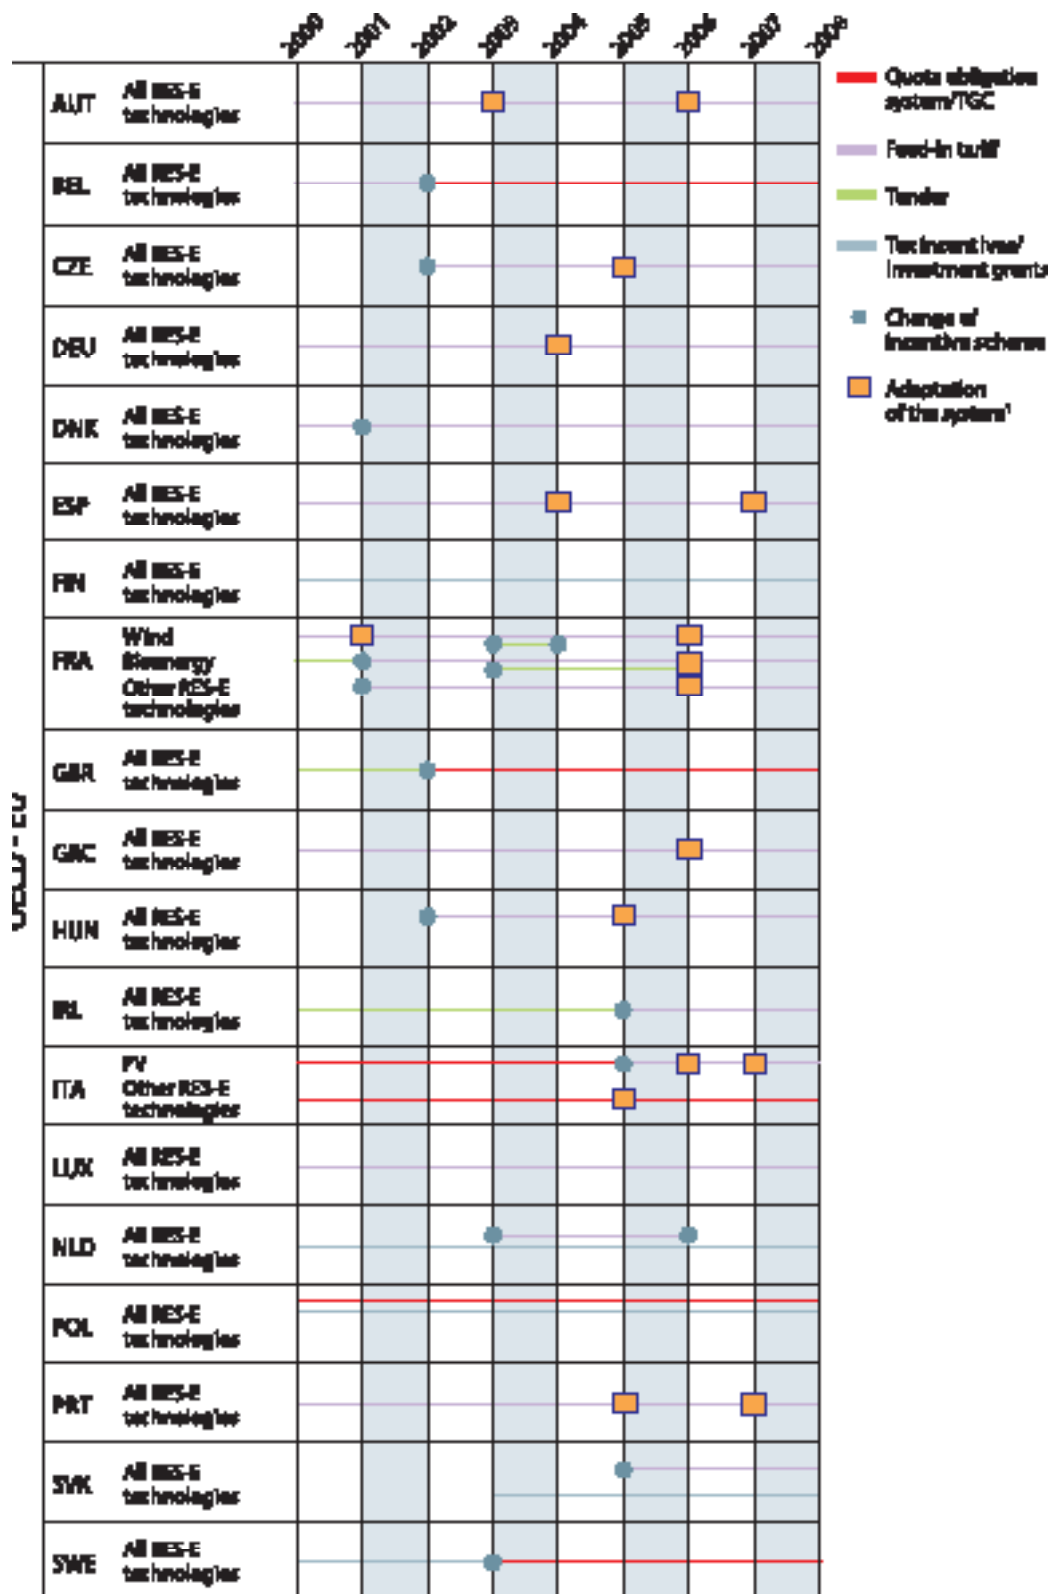 2000 2001 2002 2003 2004 2005 2006 2007 2008
Quota obligation
system/TGC
Feed-in tariff
Tender
Tax incentives/
Investment grants
Change of
incentive scheme
Adaptation
of the system¹
OECD - EU
AUT All RES-E
technologies
BEL All RES-E
technologies
CZE All RES-E
technologies
DEU All RES-E
technologies
DNK All RES-E
technologies
ESP All RES-E
technologies
FIN All RES-E
technologies
FRA Wind
Bioenergy
Other RES-E
technologies
GBR All RES-E
technologies
GRC All RES-E
technologies
HUN All RES-E
technologies
IRL All RES-E
technologies
ITA PV
Other RES-E
technologies
LUX All RES-E
technologies
NLD All RES-E
technologies
POL All RES-E
technologies
PRT All RES-E
technologies
SVK All RES-E
technologies
SWE All RES-E
technologies